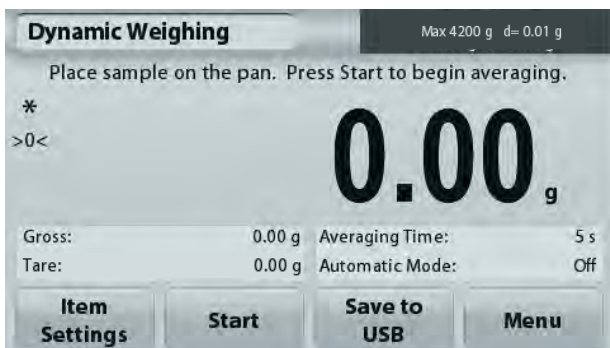 Dynamic Weighing
Max 4200 g d= 0.01 g
Place sample on the pan. Press Start to begin averaging.
*
>0<
0.00 g
Gross: 0.00 g Averaging Time: 5 s
Tare: 0.00 g Automatic Mode: Off
Item Settings
Start
Save to USB
Menu